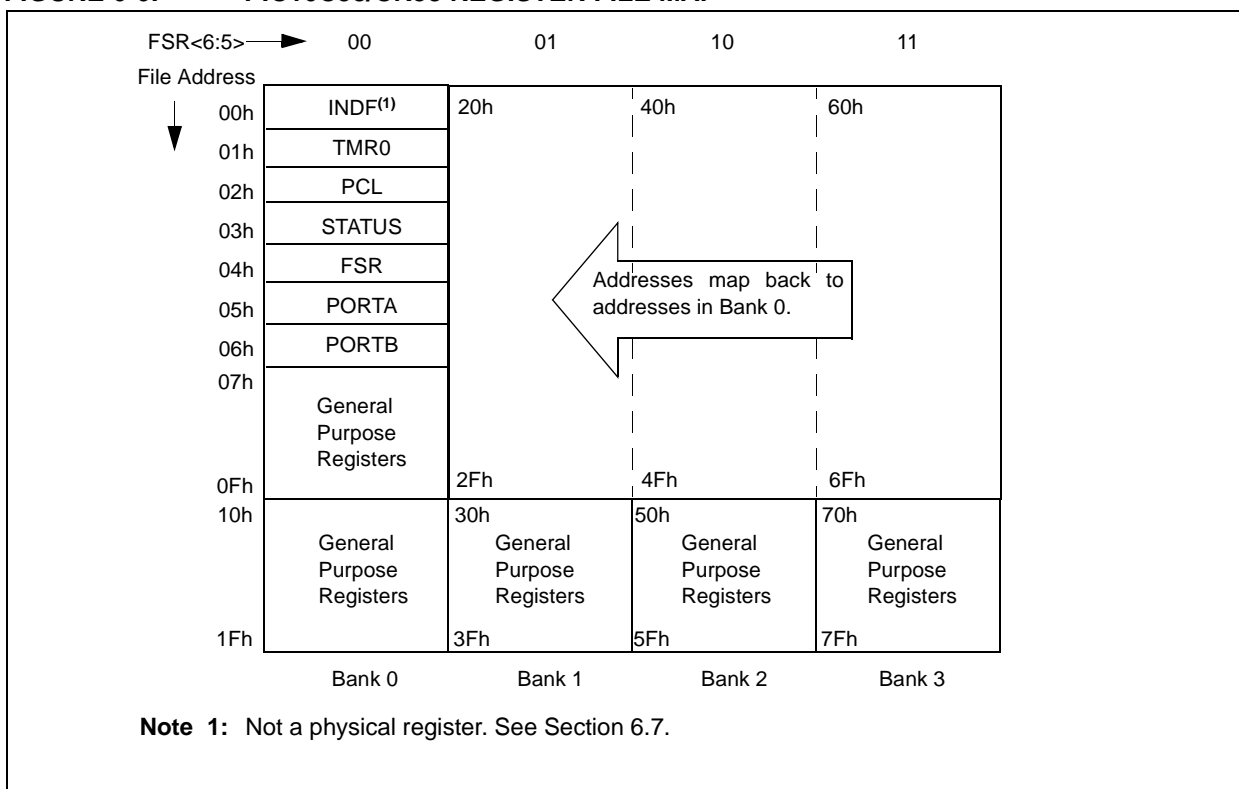 FSR<6:5> 00 01 10 11
File Address
00h INDF(1) 20h 40h 60h
01h TMR0
02h PCL
03h STATUS
04h FSR
05h PORTA
06h PORTB
07h
Addresses map back to
addresses in Bank 0.
General
Purpose
Registers
0Fh 2Fh 4Fh 6Fh
10h 30h 50h 70h
General General General General
Purpose Purpose Purpose Purpose
Registers Registers Registers Registers
1Fh 3Fh 5Fh 7Fh
Bank 0 Bank 1 Bank 2 Bank 3
Note 1: Not a physical register. See Section 6.7.